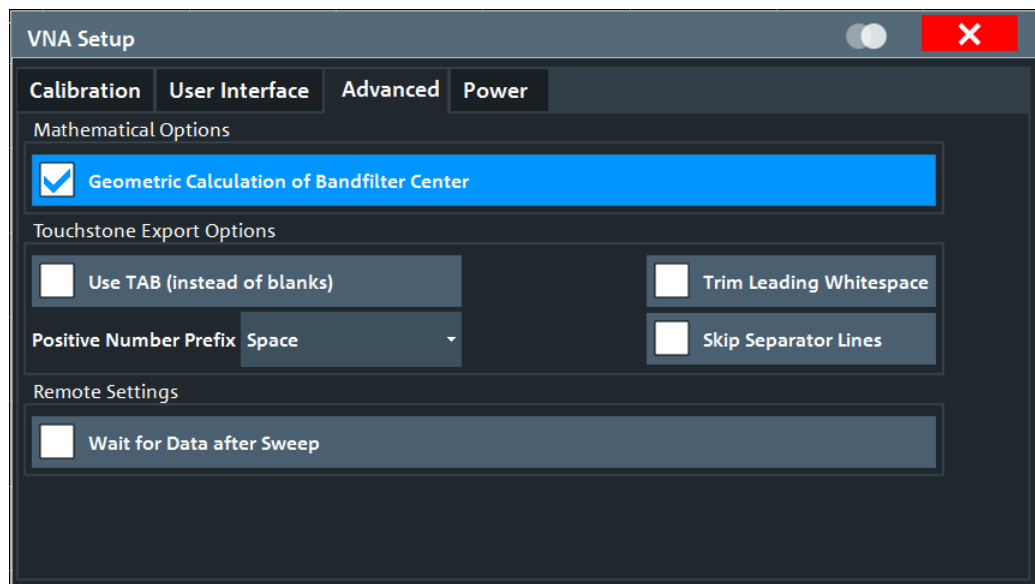 VNA Setup
Calibration User Interface Advanced Power
Mathematical Options
Geometric Calculation of Bandfilter Center
Touchstone Export Options
Use TAB (instead of blanks) Trim Leading Whitespace
Positive Number Prefix Space Skip Separator Lines
Remote Settings
Wait for Data after Sweep